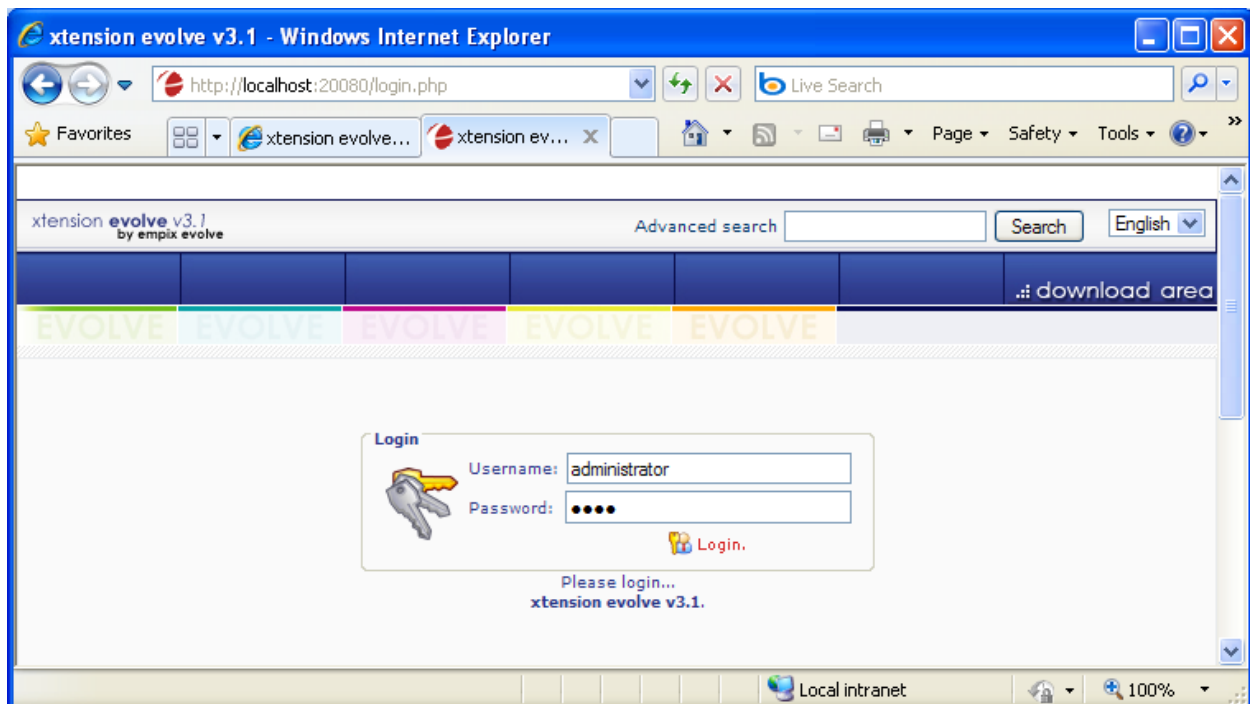 xtension evolve v3.1 - Windows Internet Explorer
http://localhost:20080/login.php
Live Search
Favorites
xtension evolve...
xtension ev...
Page
Safety
Tools
»
xtension evolve v3.1
by empix evolve
Advanced search
Search
English
.:: download area
EVOLVE EVOLVE EVOLVE EVOLVE EVOLVE
Login
Username: administrator
Password: ●●●●
Login.
Please login...
xtension evolve v3.1.
Local intranet
100%